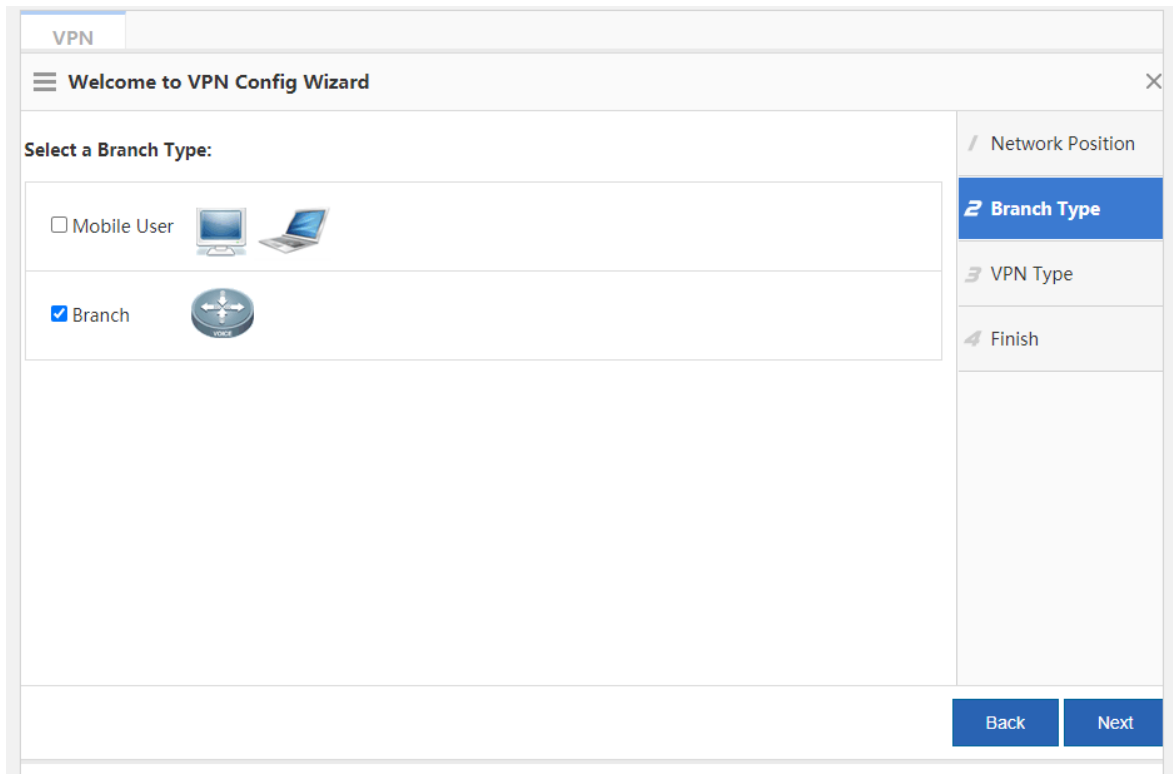 VPN
Welcome to VPN Config Wizard
Select a Branch Type:
Mobile User
Branch
VOICE
1 Network Position
2 Branch Type
3 VPN Type
4 Finish
Back
Next